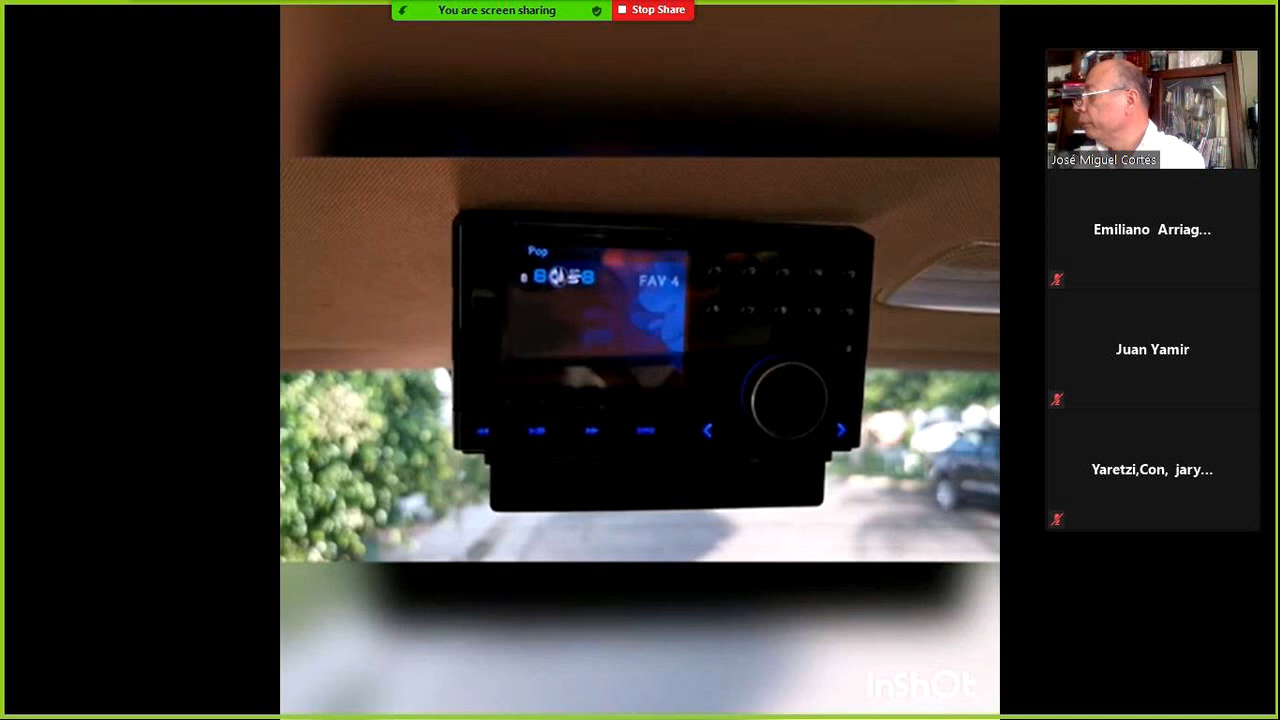 You are screen sharing
Stop Share
José Miguel Cortés
Emiliano Arriag...
Juan Yamir
Yaretzi,Con, jary...
Pop
FAV 4
InShOt